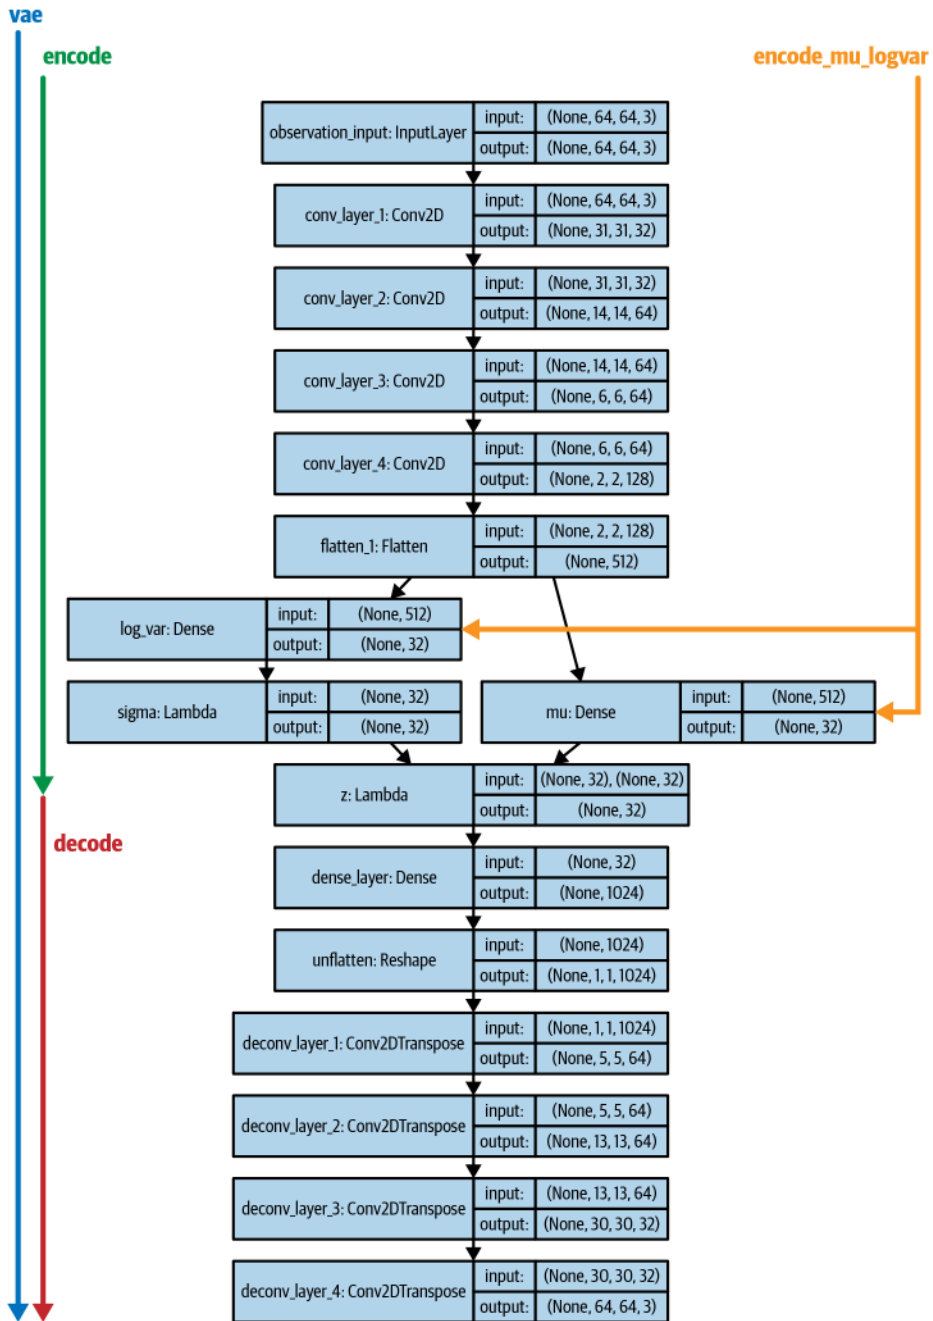 vae
encode
encode_mu_logvar
observation_input: InputLayer
input: (None, 64, 64, 3)
output: (None, 64, 64, 3)
conv_layer_1: Conv2D
input: (None, 64, 64, 3)
output: (None, 31, 31, 32)
conv_layer_2: Conv2D
input: (None, 31, 31, 32)
output: (None, 14, 14, 64)
conv_layer_3: Conv2D
input: (None, 14, 14, 64)
output: (None, 6, 6, 64)
conv_layer_4: Conv2D
input: (None, 6, 6, 64)
output: (None, 2, 2, 128)
flatten_1: Flatten
input: (None, 2, 2, 128)
output: (None, 512)
log_var: Dense
input: (None, 512)
output: (None, 32)
sigma: Lambda
input: (None, 32)
output: (None, 32)
mu: Dense
input: (None, 512)
output: (None, 32)
z: Lambda
input: (None, 32), (None, 32)
output: (None, 32)
decode
dense_layer: Dense
input: (None, 32)
output: (None, 1024)
unflatten: Reshape
input: (None, 1024)
output: (None, 1, 1, 1024)
deconv_layer_1: Conv2DTranspose
input: (None, 1, 1, 1024)
output: (None, 5, 5, 64)
deconv_layer_2: Conv2DTranspose
input: (None, 5, 5, 64)
output: (None, 13, 13, 64)
deconv_layer_3: Conv2DTranspose
input: (None, 13, 13, 64)
output: (None, 30, 30, 32)
deconv_layer_4: Conv2DTranspose
input: (None, 30, 30, 32)
output: (None, 64, 64, 3)